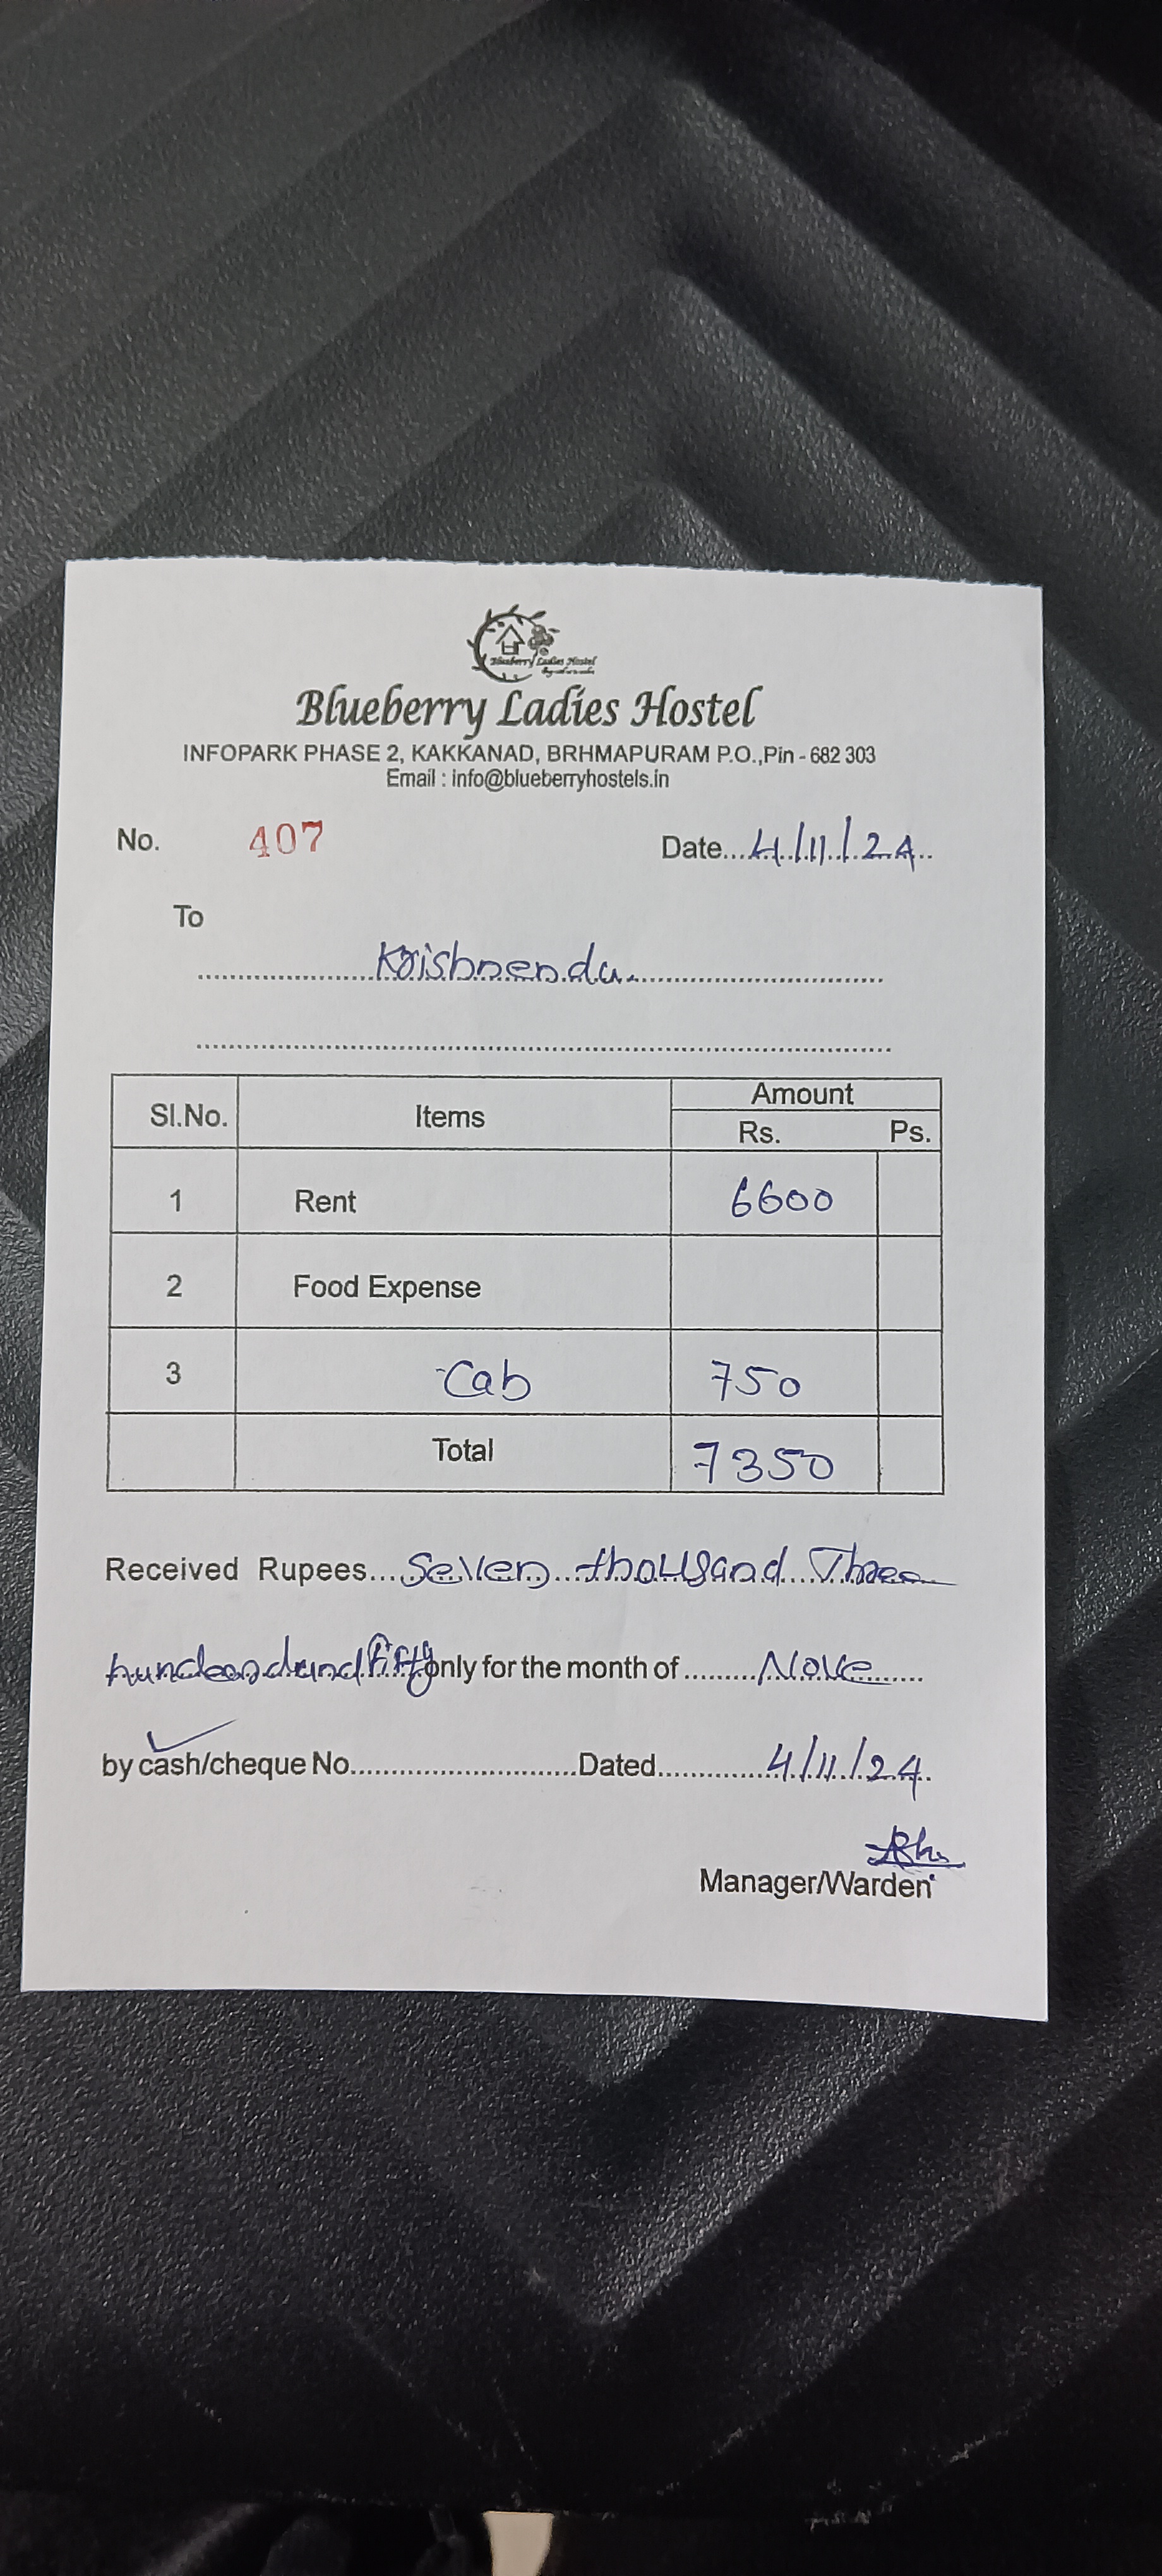 Blueberry Ladies Hostel
Blueberry Ladies Hostel
INFOPARK PHASE 2, KAKKANAD, BRHMAPURAM P.O.,Pin - 682 303
Email : info@blueberryhostels.in
No. 407 Date...4/11/24..
To
Krishnendu
Sl.No. Items Amount
Rs. Ps.
1 Rent 6600
2 Food Expense
3 Cab 750
Total 7350
Received Rupees...Seven thousand Three
hundred and fifty only for the month of.........Nove......
by cash/cheque No............................Dated.............4/11/24.
Manager/Warden